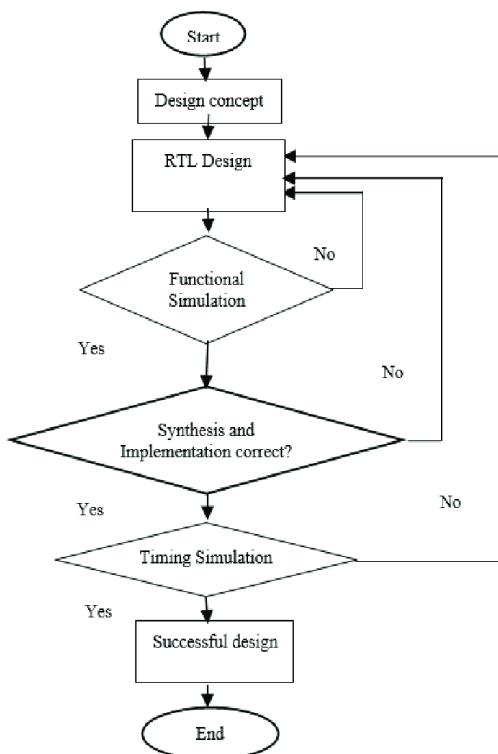 Start
Design concept
RTL Design
No
Functional
Simulation
Yes
No
Synthesis and
Implementation correct?
Yes
No
Timing Simulation
Yes
Successful design
End